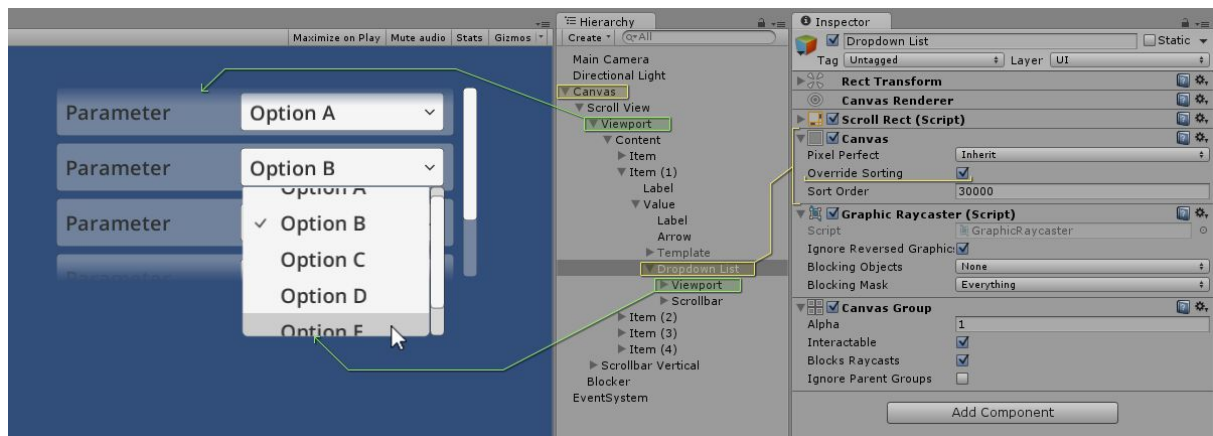 Maximize on Play Mute audio Stats Gizmos
Parameter Option A
Parameter Option B
Option A
Parameter
Option B
Option C
Parameter
Option D
Option E
Hierarchy
Create All
Main Camera
Directional Light
Canvas
Scroll View
Viewport
Content
Item
Item (1)
Label
Value
Label
Arrow
Template
Dropdown List
Viewport
Scrollbar
Item (2)
Item (3)
Item (4)
Scrollbar Vertical
Blocker
EventSystem
Inspector
Dropdown List Static
Tag Untagged Layer UI
Rect Transform
Canvas Renderer
Scroll Rect (Script)
Canvas
Pixel Perfect Inherit
Override Sorting
Sort Order 30000
Graphic Raycaster (Script)
Script GraphicRaycaster
Ignore Reversed Graphic
Blocking Objects None
Blocking Mask Everything
Canvas Group
Alpha 1
Interactable
Blocks Raycasts
Ignore Parent Groups
Add Component